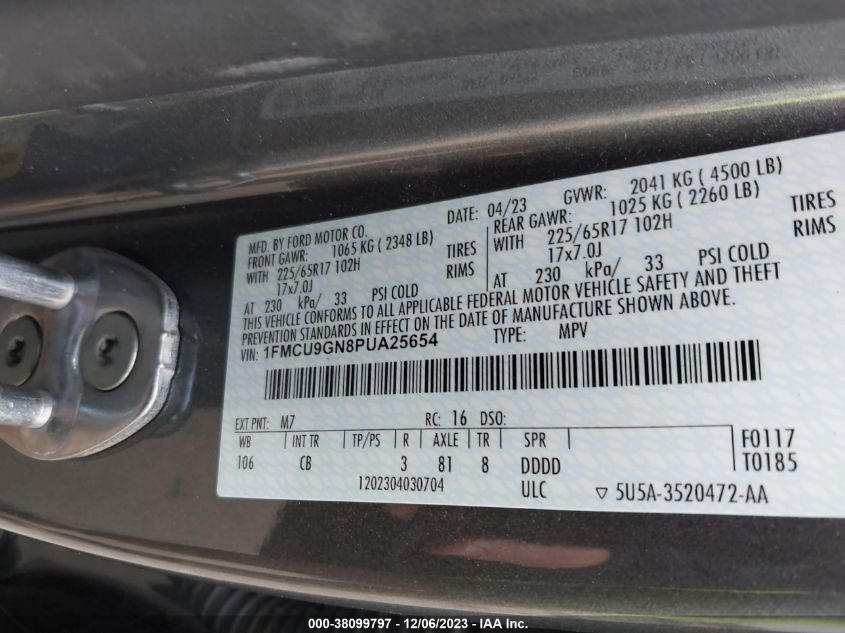 MFD. BY FORD MOTOR CO.
DATE: 04/23 GVWR: 2041 KG ( 4500 LB)
FRONT GAWR: 1065 KG ( 2348 LB) REAR GAWR: 1025 KG ( 2260 LB)
WITH 225/65R17 102H TIRES WITH 225/65R17 102H TIRES
17x7.0J RIMS 17x7.0J RIMS
AT 230 kPa/ 33 PSI COLD AT 230 kPa/ 33 PSI COLD
THIS VEHICLE CONFORMS TO ALL APPLICABLE FEDERAL MOTOR VEHICLE SAFETY AND THEFT
PREVENTION STANDARDS IN EFFECT ON THE DATE OF MANUFACTURE SHOWN ABOVE.
VIN: 1FMCU9GN8PUA25654 TYPE: MPV
EXT PNT: M7 RC: 16 DSO:
WB INT TR TP/PS R AXLE TR SPR F0117
106 CB 3 81 8 DDDD T0185
1202304030704 ULC 5U5A-3520472-AA
000-38099797 - 12/06/2023 - IAA Inc.